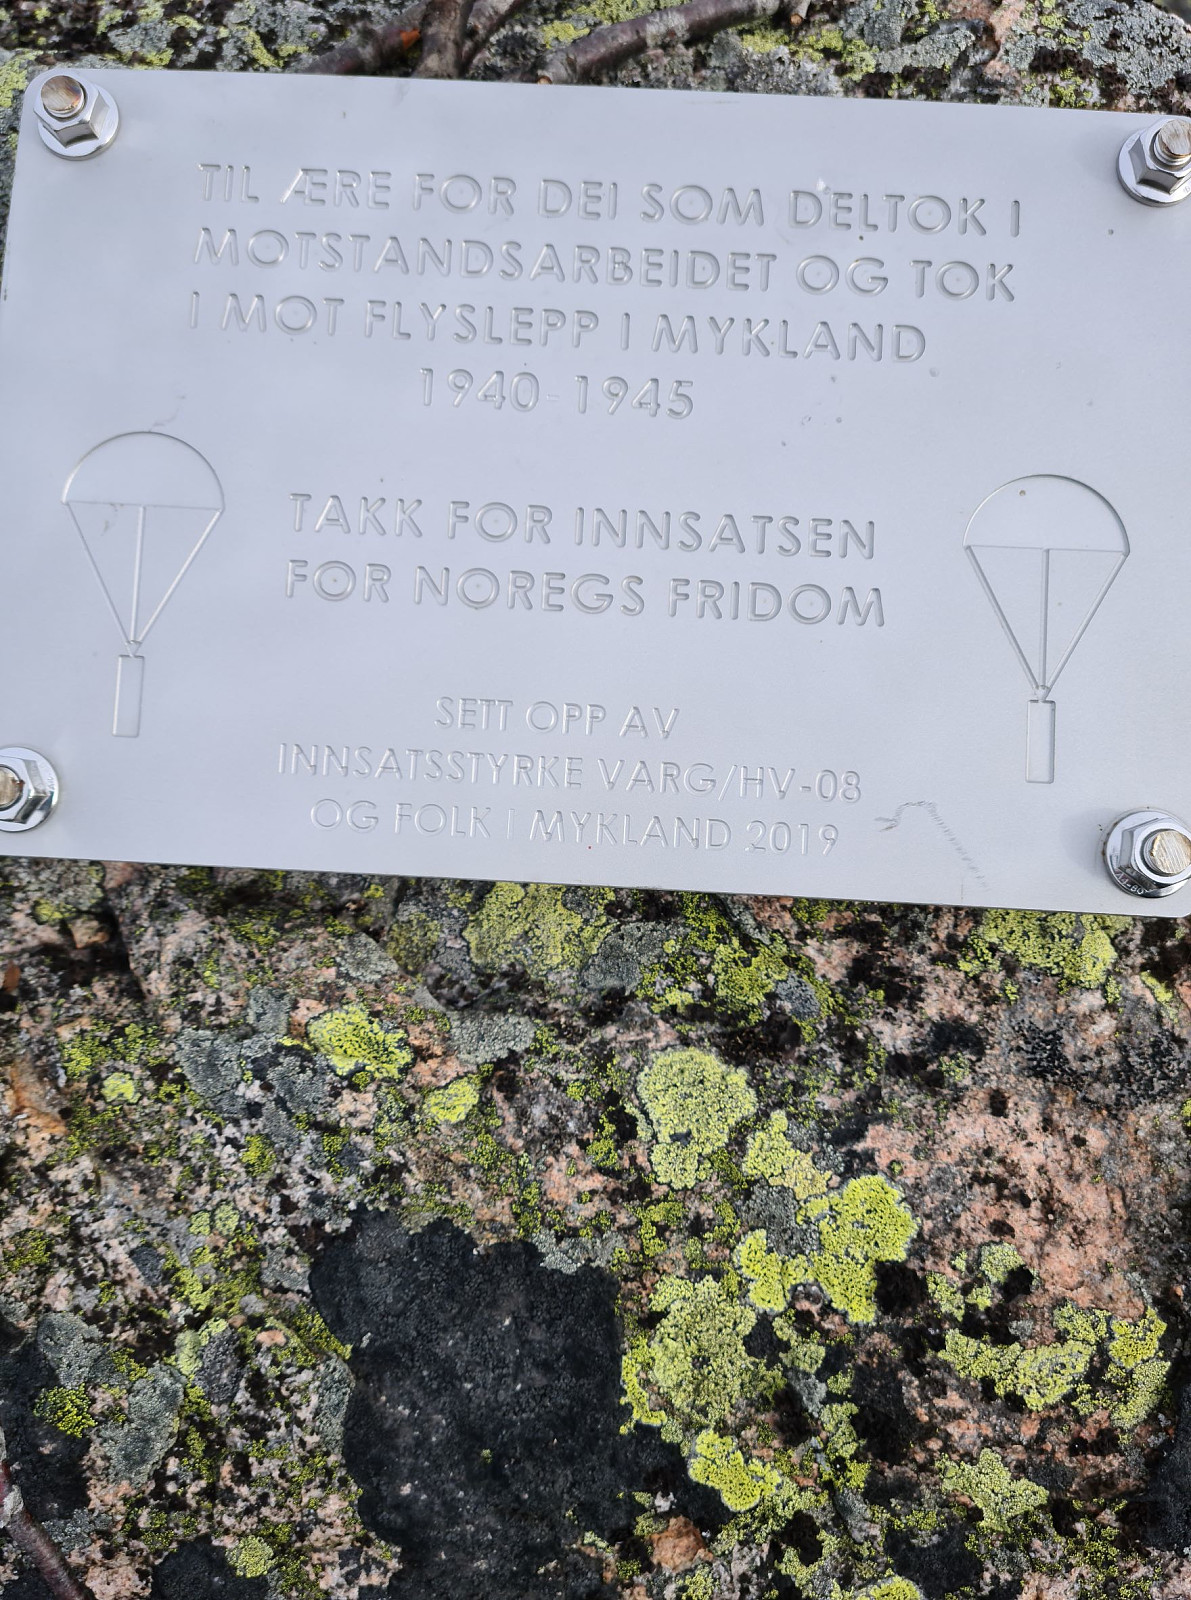 TIL ÆRE FOR DEI SOM DELTOK I
MOTSTANDSARBEIDET OG TOK
I MOT FLYSLEPP I MYKLAND
1940-1945
TAKK FOR INNSATSEN
FOR NOREGS FRIDOM
SETT OPP AV
INNSATSSTYRKE VARG/HV-08
OG FOLK I MYKLAND 2019